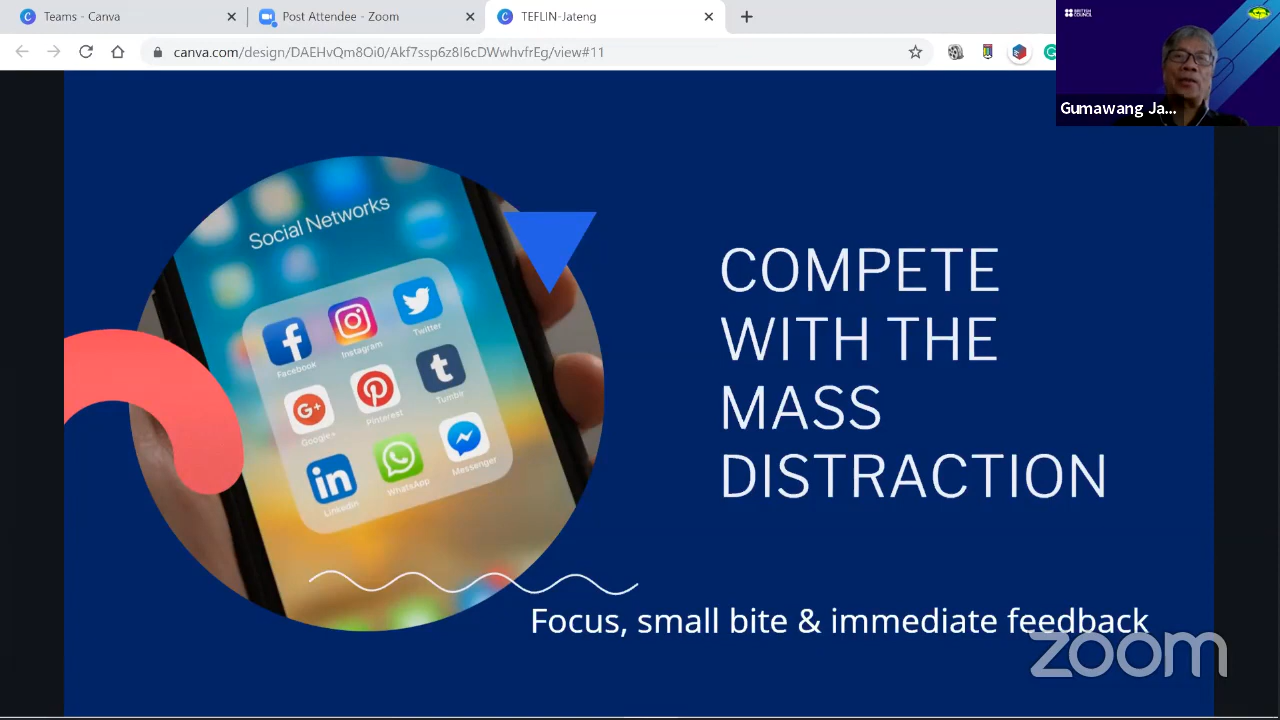 Teams - Canva
Post Attendee - Zoom
TEFLIN-Jateng
canva.com/design/DAEHvQm8Oi0/Akf7ssp6z8I6cDWwhvfrEg/view#11
BRITISH
COUNCIL
Gumawang Ja...
Social Networks
Facebook
Instagram
Twitter
Google+
Pinterest
Tumblr
LinkedIn
WhatsApp
Messenger
COMPETE
WITH THE
MASS
DISTRACTION
Focus, small bite & immediate feedback
zoom